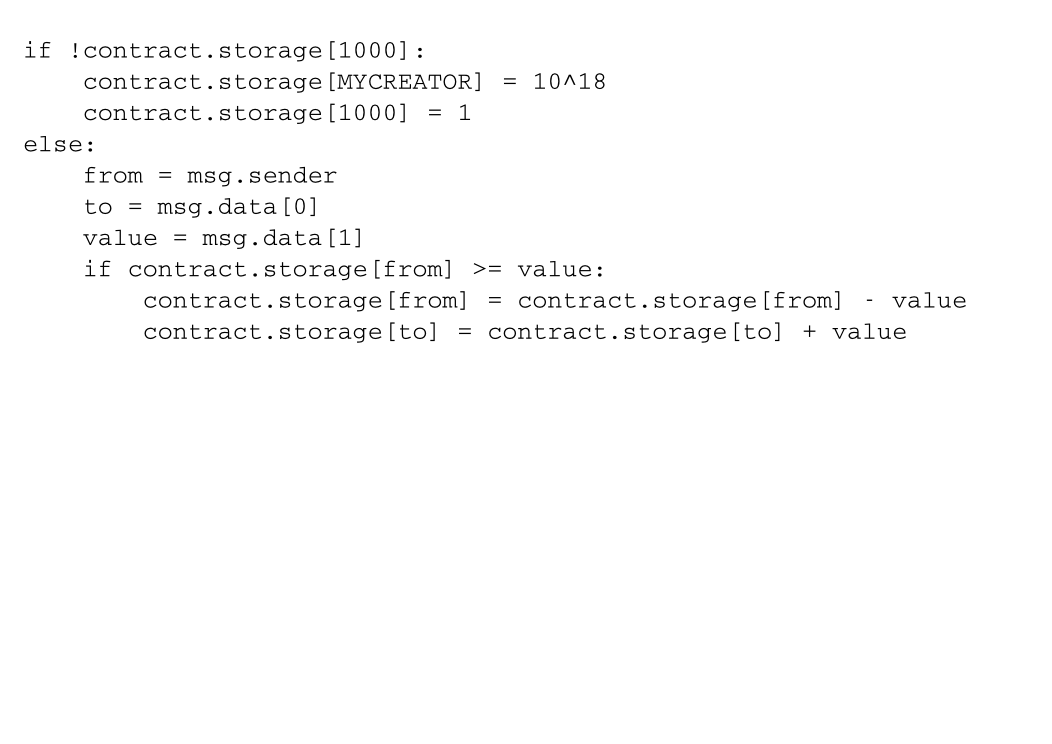 if !contract.storage[1000]:
    contract.storage[MYCREATOR] = 10^18
    contract.storage[1000] = 1
else:
    from = msg.sender
    to = msg.data[0]
    value = msg.data[1]
    if contract.storage[from] >= value:
        contract.storage[from] = contract.storage[from] - value
        contract.storage[to] = contract.storage[to] + value